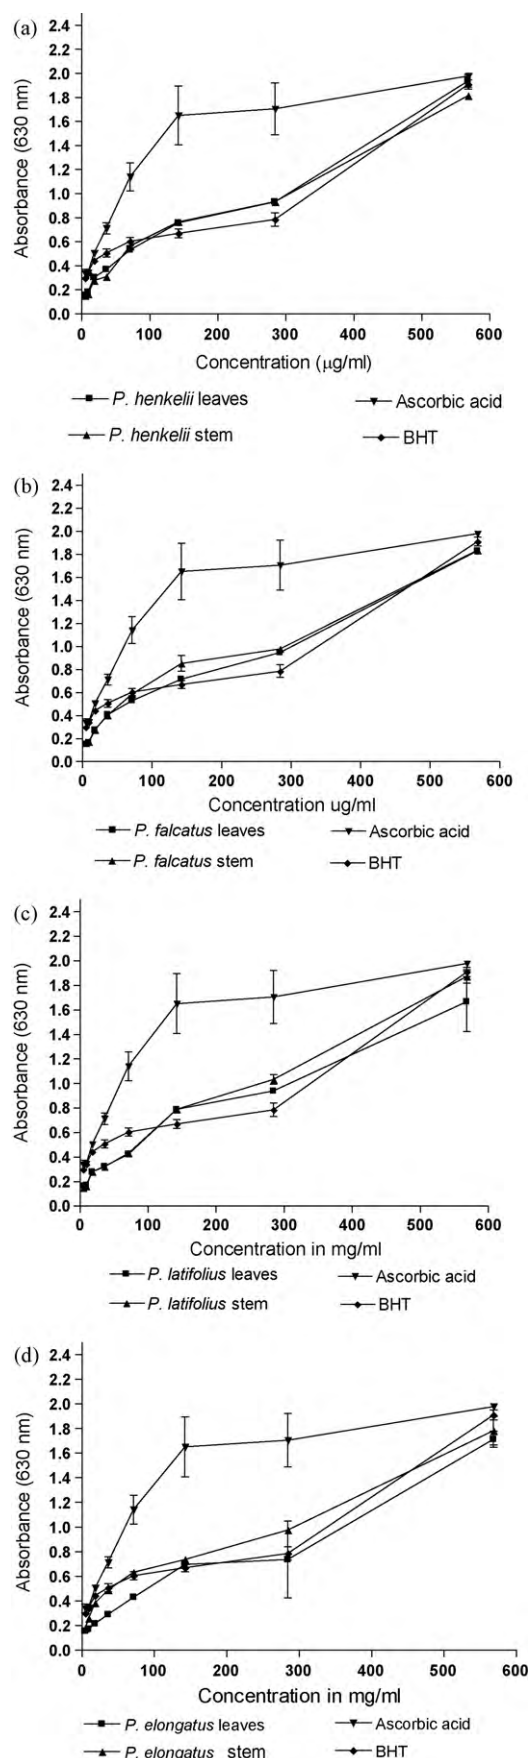 (a)
2.4
2.2
2.0
1.8
1.6
1.4
1.2
1.0
0.8
0.6
0.4
0.2
0.0
Absorbance (630 nm)
0 100 200 300 400 500 600
Concentration (μg/ml)
P. henkelii leaves Ascorbic acid
P. henkelii stem BHT
(b)
2.4
2.2
2.0
1.8
1.6
1.4
1.2
1.0
0.8
0.6
0.4
0.2
0.0
Absorbance (630 nm)
0 100 200 300 400 500 600
Concentration ug/ml
P. falcatus leaves Ascorbic acid
P. falcatus stem BHT
(c)
2.4
2.2
2.0
1.8
1.6
1.4
1.2
1.0
0.8
0.6
0.4
0.2
0.0
Absorbance (630 nm)
0 100 200 300 400 500 600
Concentration in mg/ml
P. latifolius leaves Ascorbic acid
P. latifolius stem BHT
(d)
2.4
2.2
2.0
1.8
1.6
1.4
1.2
1.0
0.8
0.6
0.4
0.2
0.0
Absorbance (630 nm)
0 100 200 300 400 500 600
Concentration in mg/ml
P. elongatus leaves Ascorbic acid
P. elongatus stem BHT